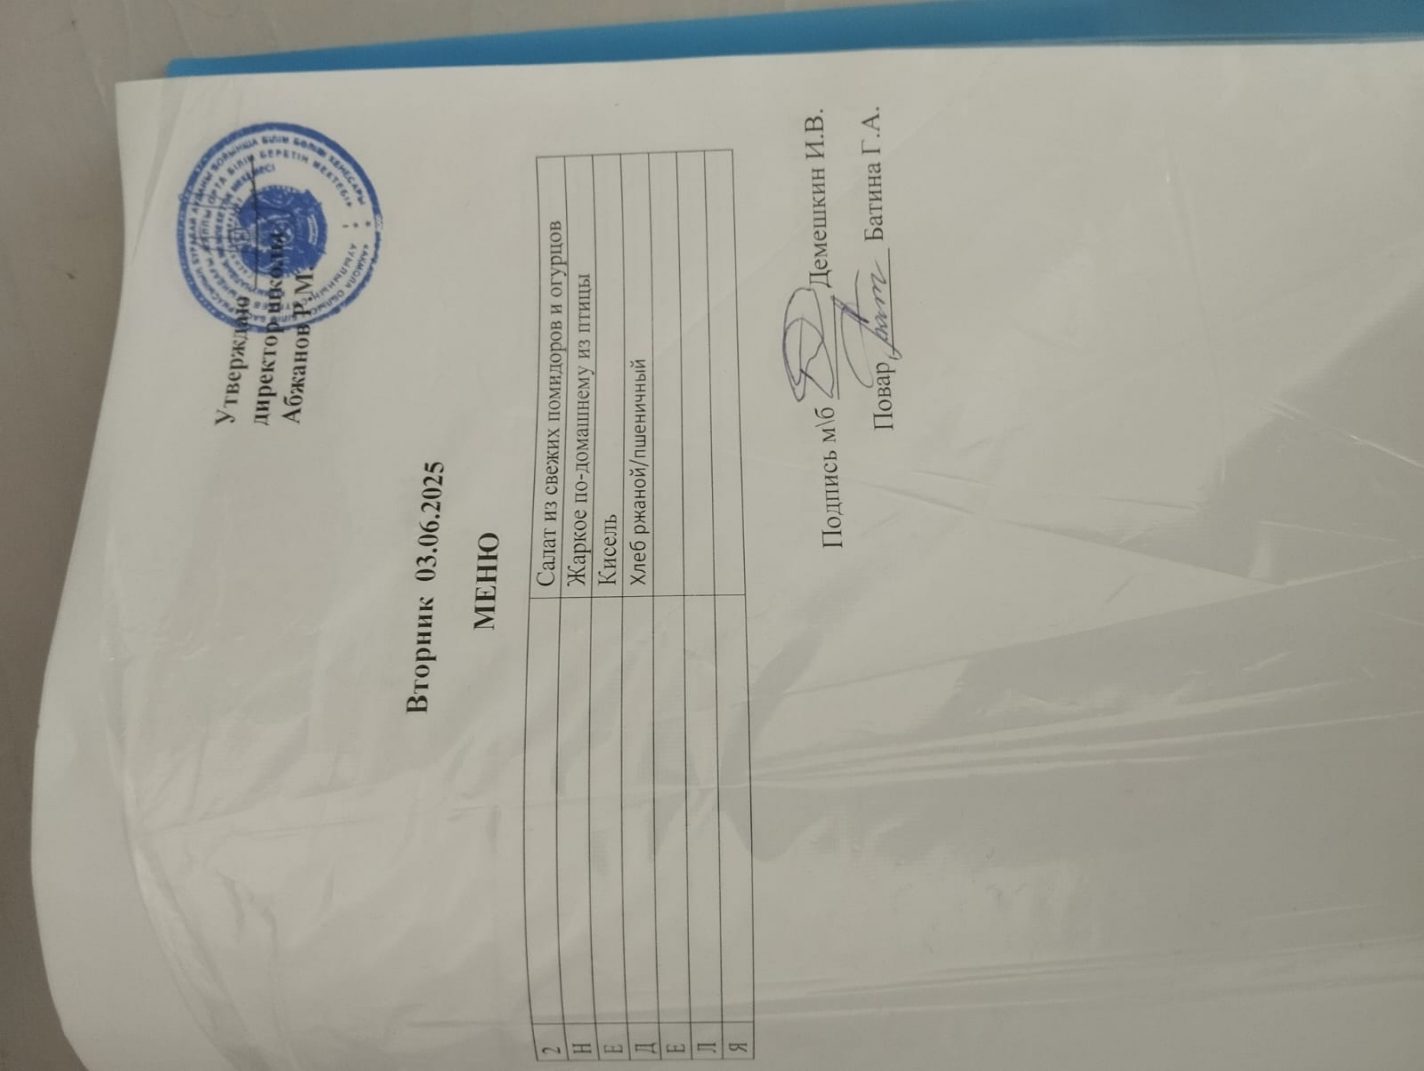 Утверждаю
директор школы
Абжанов Р.М.
Вторник 03.06.2025
МЕНЮ
2 Салат из свежих помидоров и огурцов
Н Жаркое по-домашнему из птицы
Е Кисель
Д Хлеб ржаной/пшеничный
Е
Л
Я
Подпись м\б Демешкин И.В.
Повар Батина Г.А.